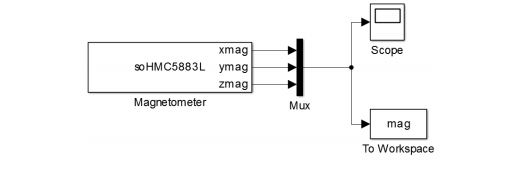 xmag
soHMC5883L
ymag
zmag
Magnetometer
Mux
Scope
mag
To Workspace